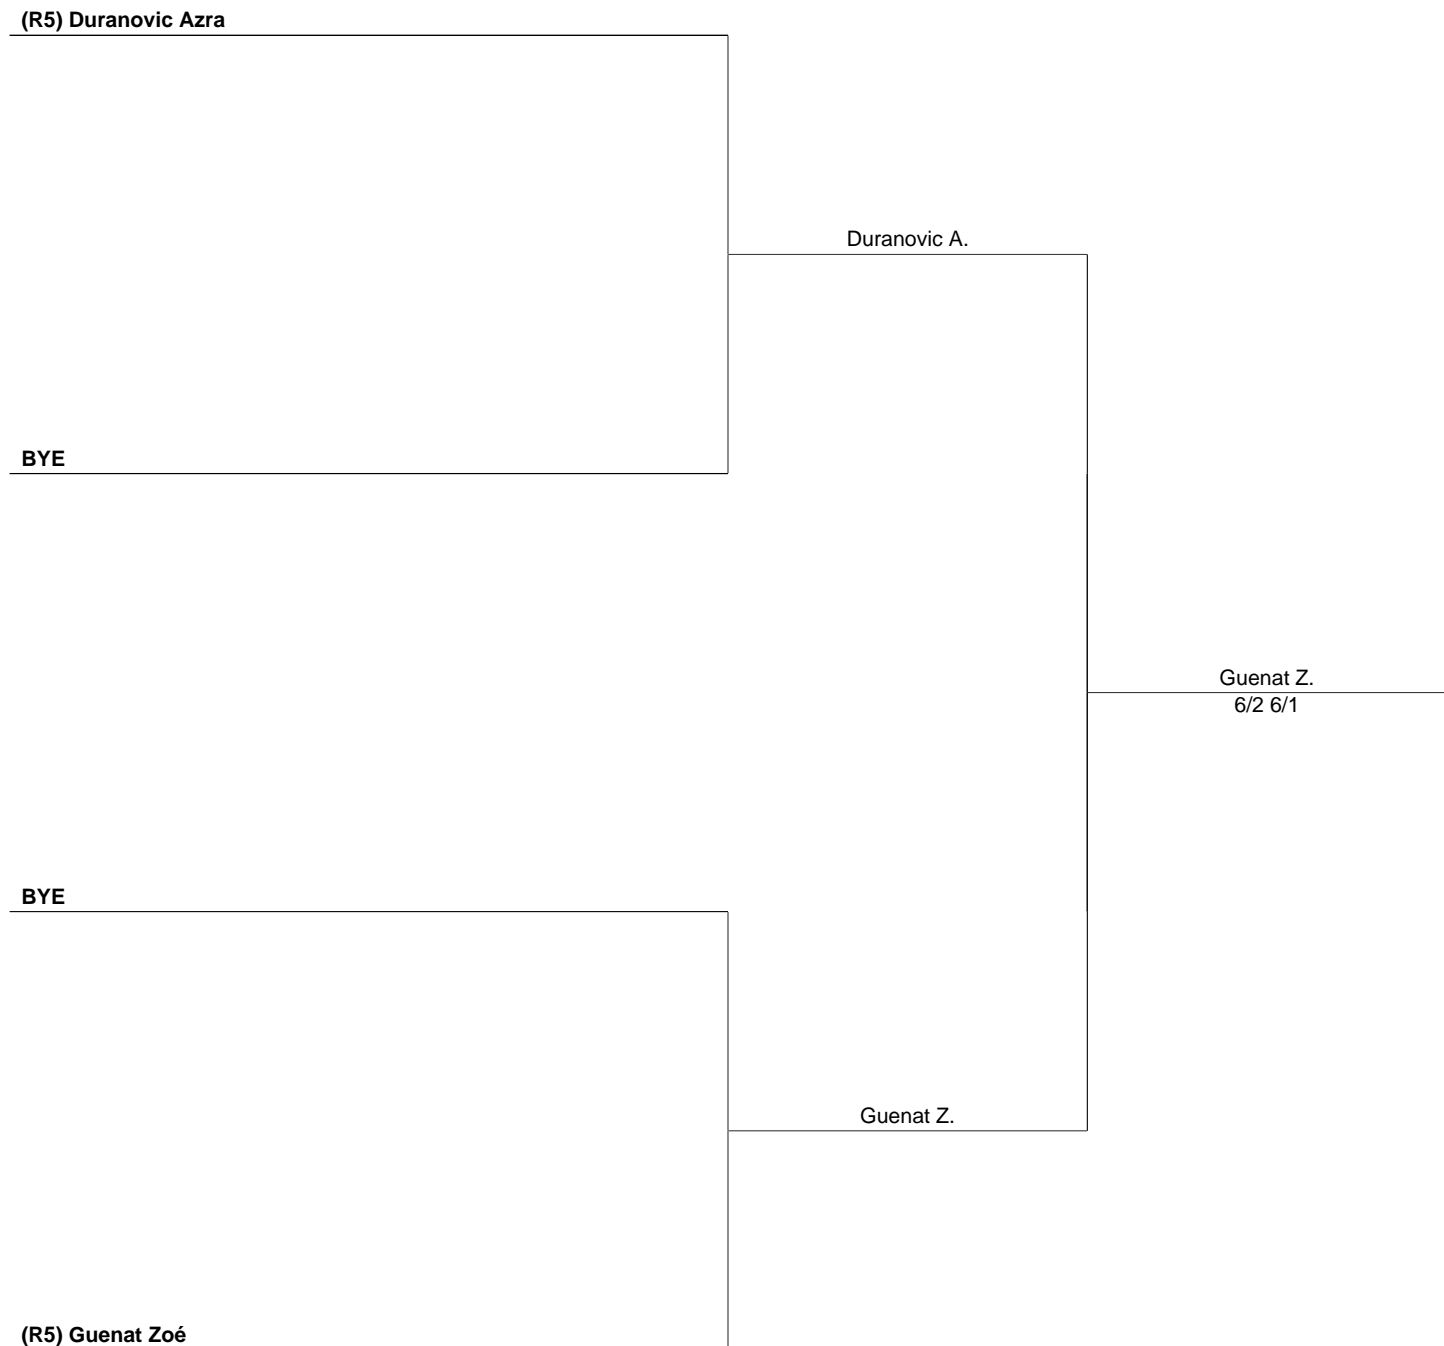 (R5) Duranovic Azra
Duranovic A.
BYE
Guenat Z.
6/2 6/1
BYE
Guenat Z.
(R5) Guenat Zoé